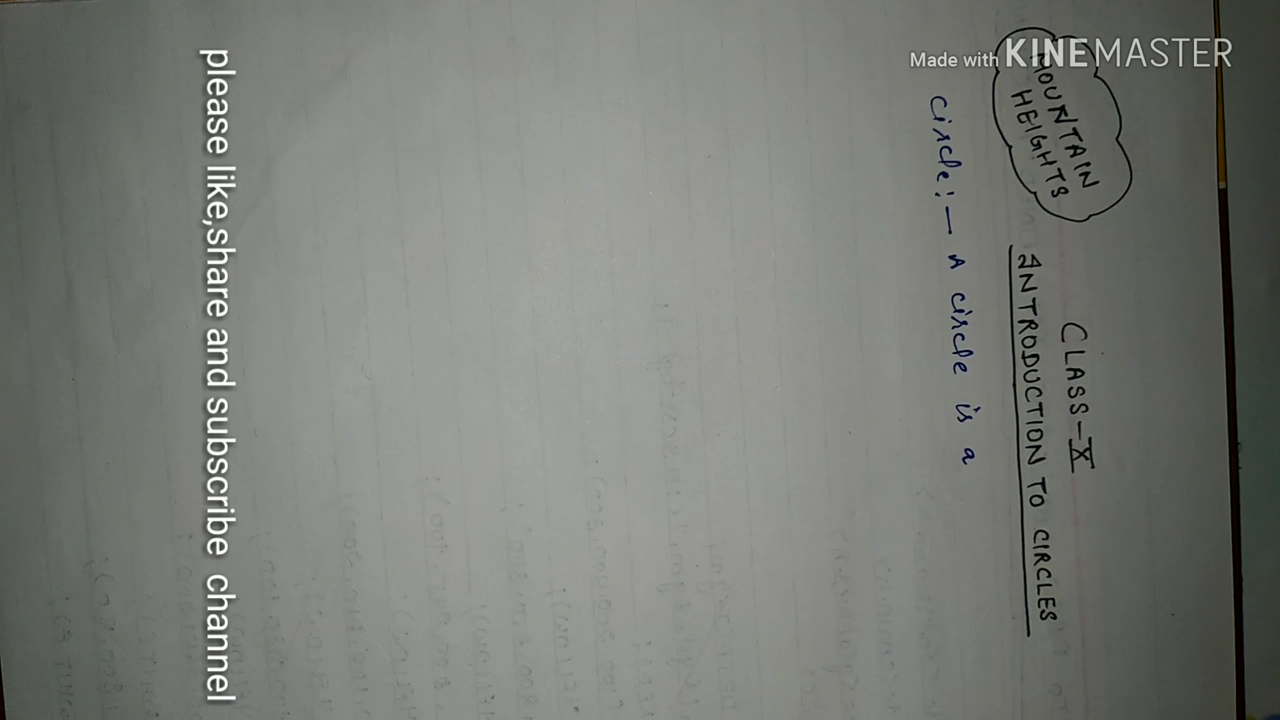 Made with KINEMASTER
MOUNTAIN
HEIGHTS
CLASS-X
INTRODUCTION TO CIRCLES
Circle:- A circle is a
please like,share and subscribe channel